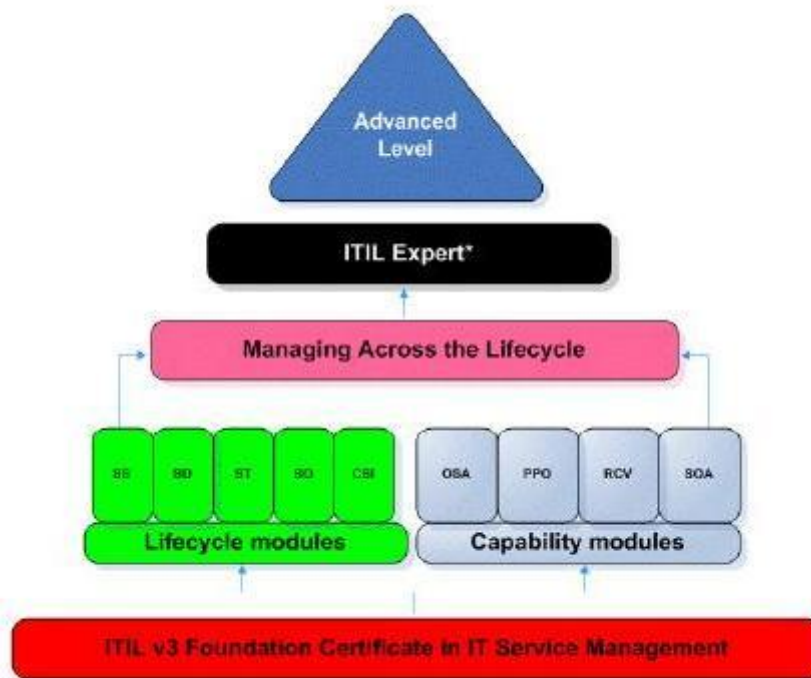 Advanced
Level
ITIL Expert*
Managing Across the Lifecycle
SS SD ST SO CSI OSA PPO RCV SOA
Lifecycle modules Capability modules
ITIL v3 Foundation Certificate in IT Service Management